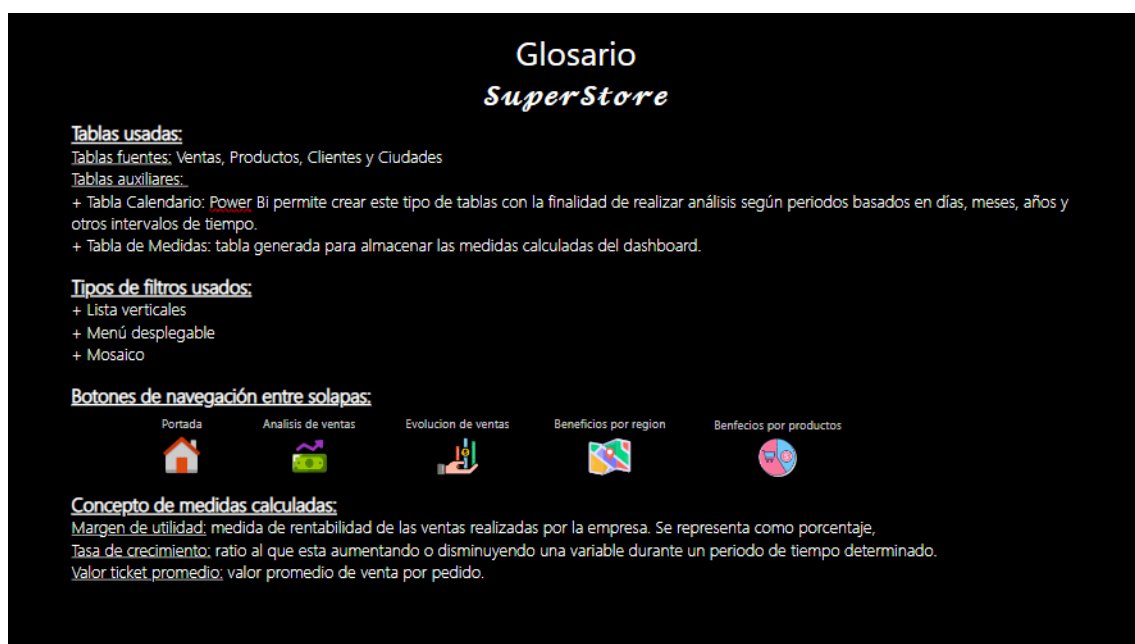 Glosario
SuperStore
Tablas usadas:
Tablas fuentes: Ventas, Productos, Clientes y Ciudades
Tablas auxiliares:
+ Tabla Calendario: Power Bi permite crear este tipo de tablas con la finalidad de realizar análisis según periodos basados en días, meses, años y
otros intervalos de tiempo.
+ Tabla de Medidas: tabla generada para almacenar las medidas calculadas del dashboard.
Tipos de filtros usados:
+ Lista verticales
+ Menú desplegable
+ Mosaico
Botones de navegación entre solapas:
Portada Analisis de ventas Evolucion de ventas Beneficios por region Benfecios por productos
Concepto de medidas calculadas:
Margen de utilidad: medida de rentabilidad de las ventas realizadas por la empresa. Se representa como porcentaje,
Tasa de crecimiento: ratio al que esta aumentando o disminuyendo una variable durante un periodo de tiempo determinado.
Valor ticket promedio: valor promedio de venta por pedido.